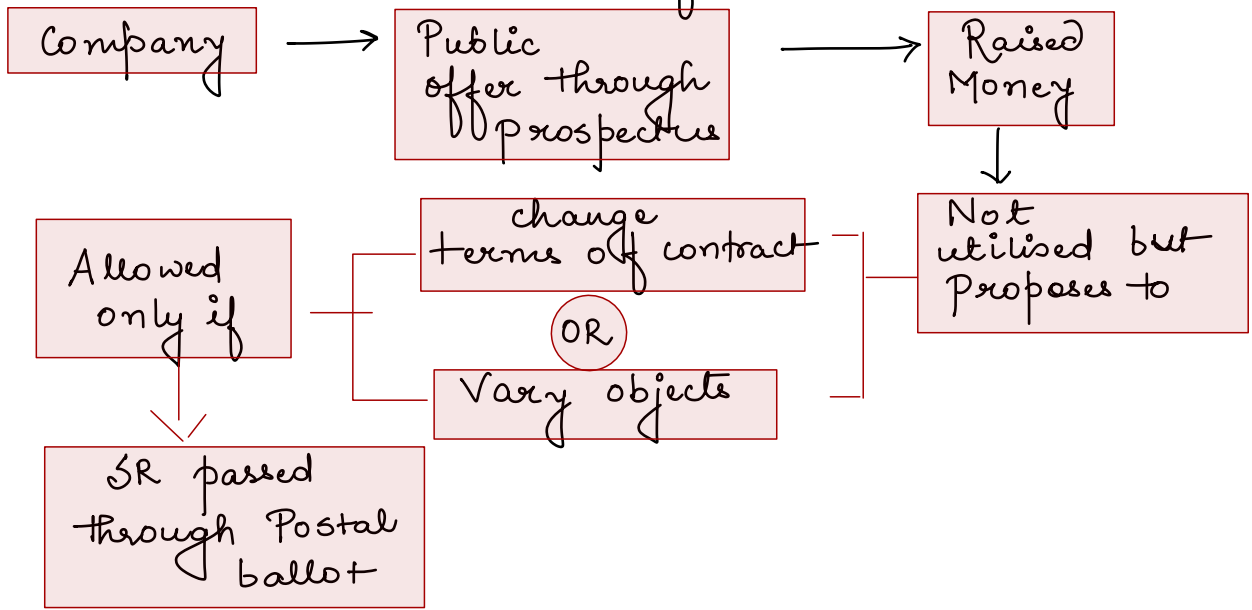 Company
Public
offer through
prospectus
Raised
Money
Not
utilised but
proposes to
change
terms of contract
OR
Vary objects
Allowed
only if
SR passed
through Postal
ballot